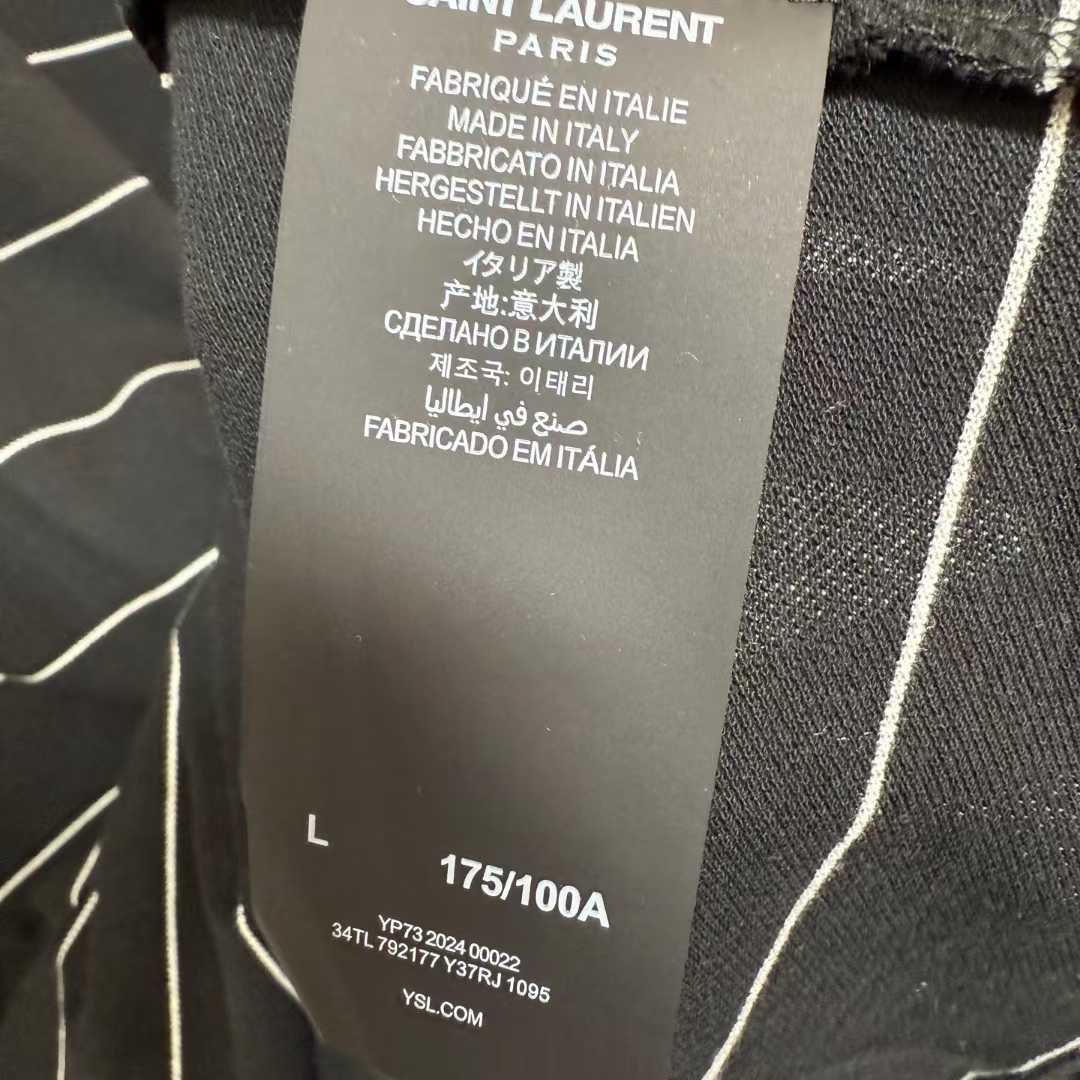 SAINT LAURENT
PARIS
FABRIQUÉ EN ITALIE
MADE IN ITALY
FABBRICATO IN ITALIA
HERGESTELLT IN ITALIEN
HECHO EN ITALIA
イタリア製
产地:意大利
СДЕЛАНО В ИТАЛИИ
제조국: 이태리
صنع في ايطاليا
FABRICADO EM ITÁLIA
L
175/100A
YP73 2024 00022
34TL 792177 Y37RJ 1095
YSL.COM